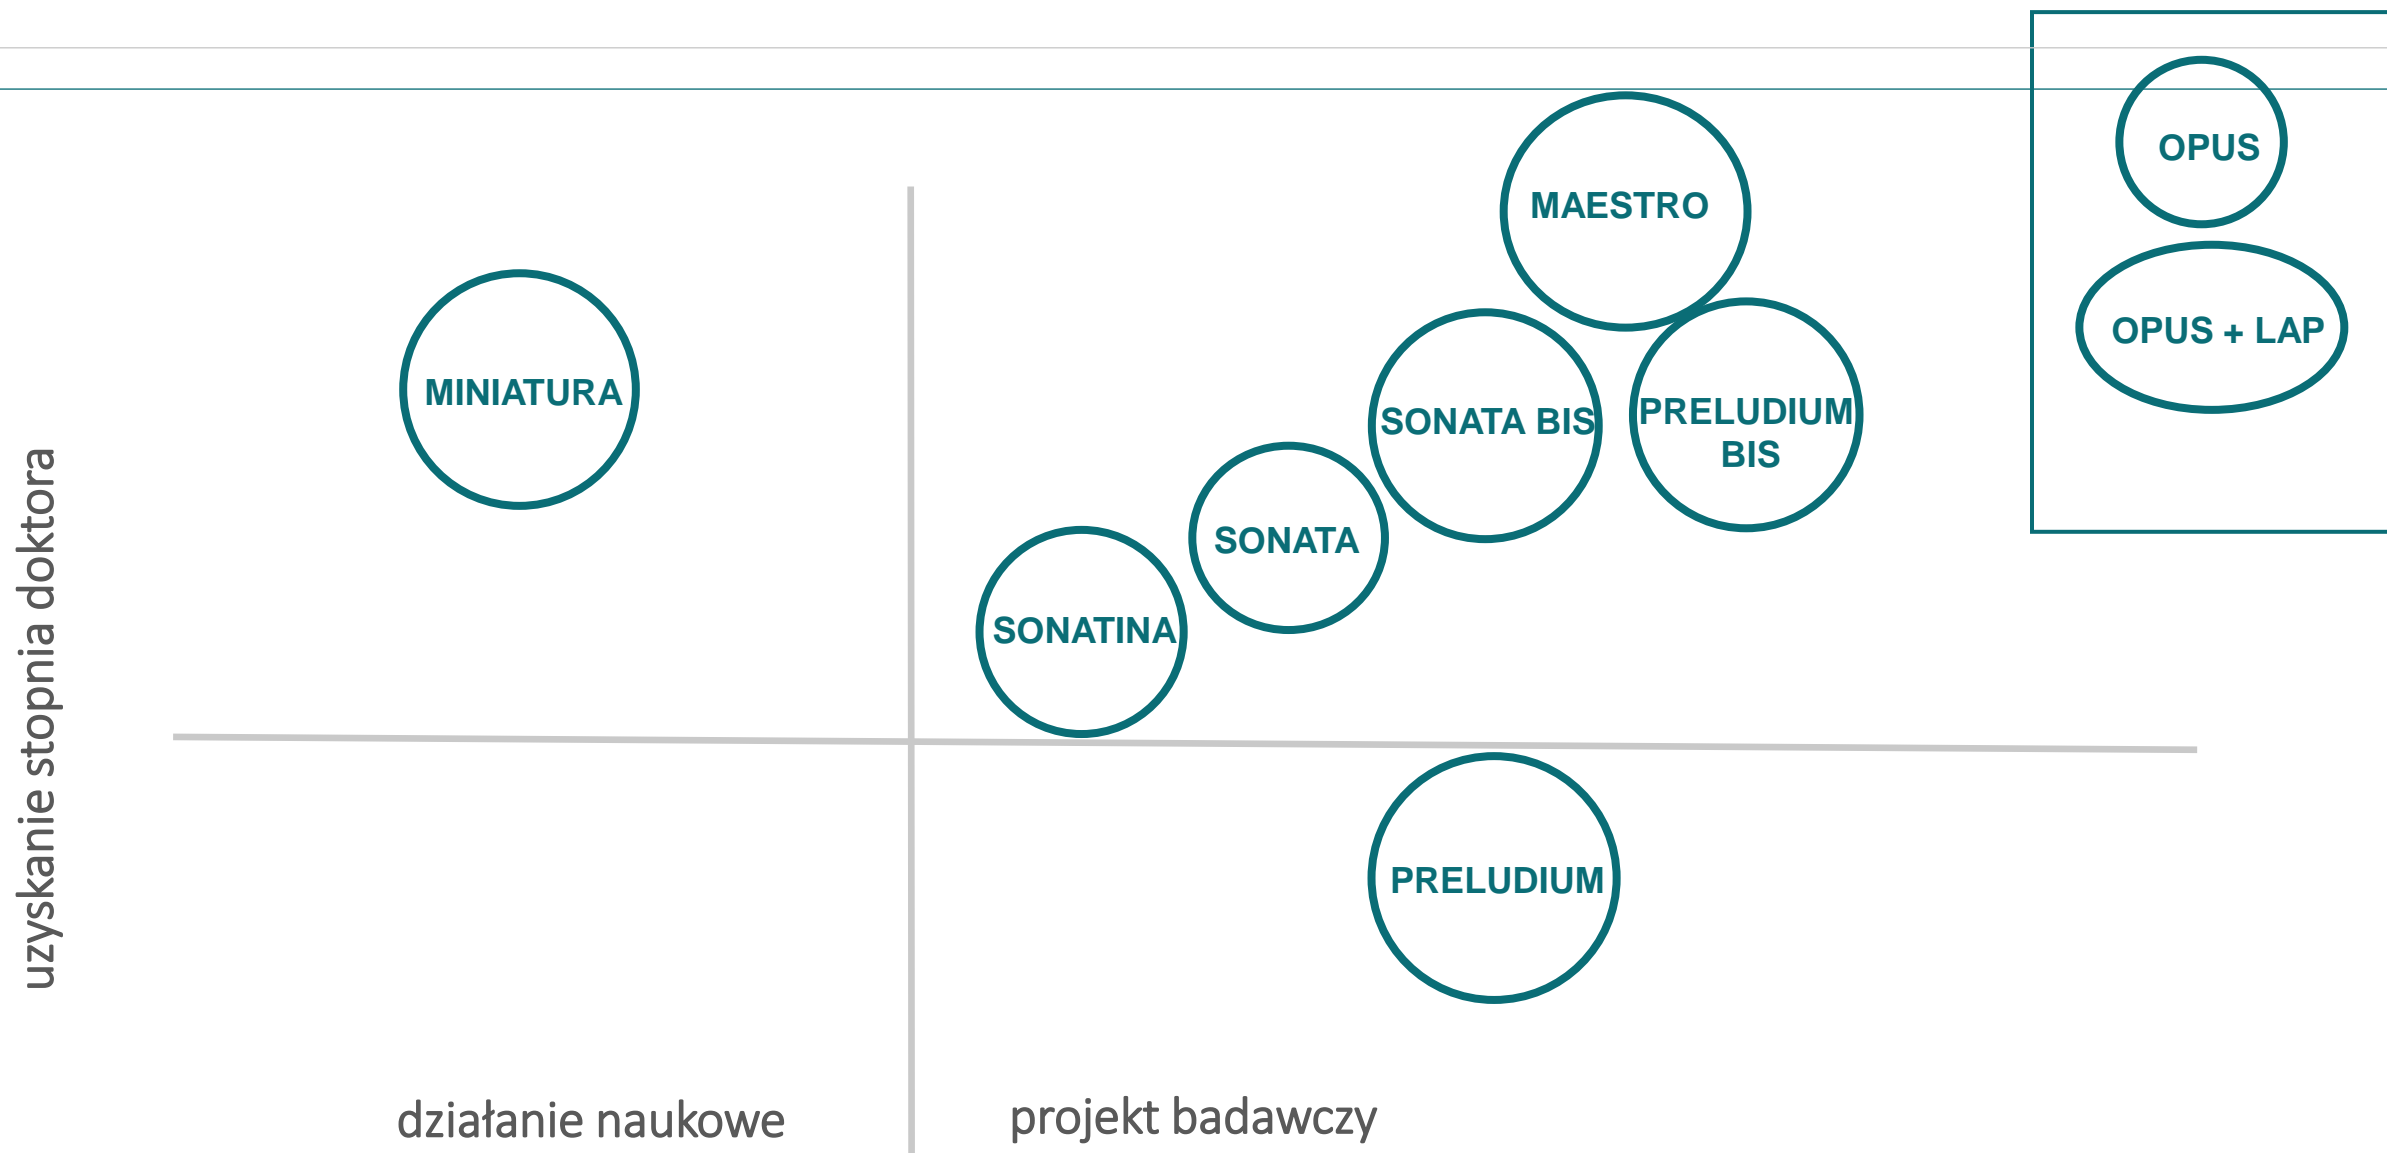 OPUS
MAESTRO
OPUS + LAP
MINIATURA
SONATA BIS
PRELUDIUM
BIS
SONATA
SONATINA
uzyskanie stopnia doktora
PRELUDIUM
działanie naukowe
projekt badawczy